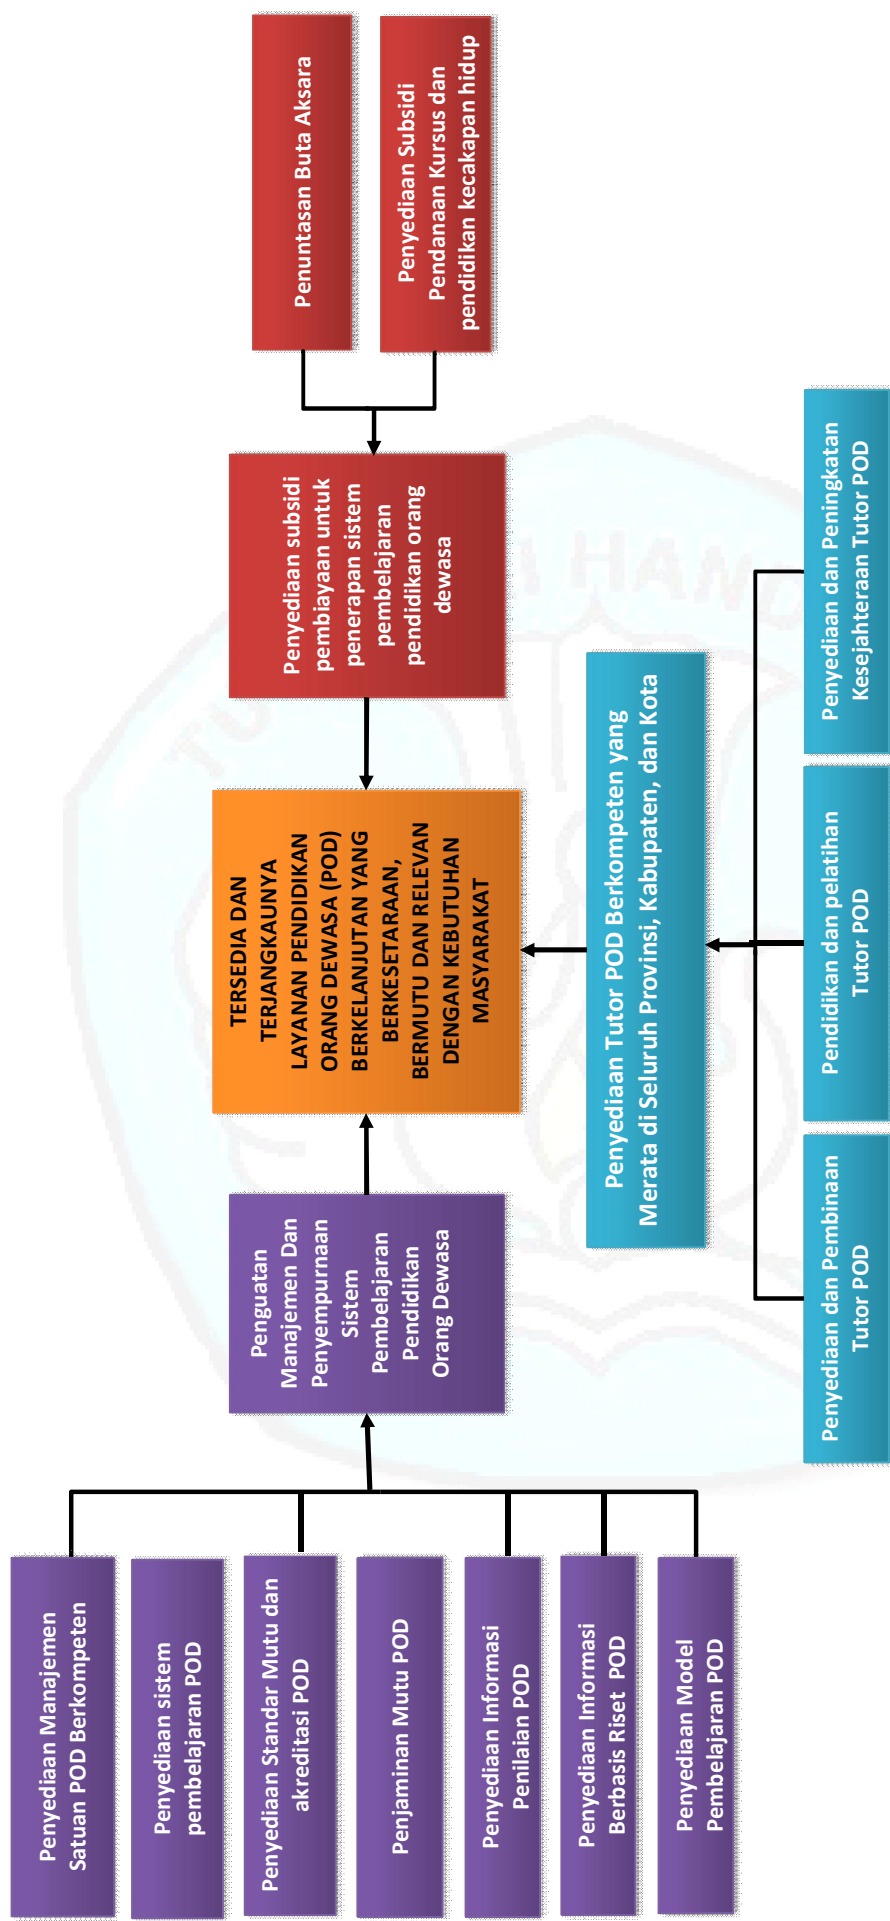 Penyediaan Manajemen
Satuan POD Berkompeten
Penyediaan sistem
pembelajaran POD
Penyediaan Standar Mutu dan
akreditasi POD
Penjaminan Mutu POD
Penyediaan Informasi
Penilaian POD
Penyediaan Informasi
Berbasis Riset POD
Penyediaan Model
Pembelajaran POD
Penguatan
Manajemen Dan
Penyempurnaan
Sistem
Pembelajaran
Pendidikan
Orang Dewasa
TERSEDIA DAN
TERJANGKAUNYA
LAYANAN PENDIDIKAN
ORANG DEWASA (POD)
BERKELANJUTAN YANG
BERKESETARAAN,
BERMUTU DAN RELEVAN
DENGAN KEBUTUHAN
MASYARAKAT
Penyediaan subsidi
pembiayaan untuk
penerapan sistem
pembelajaran
pendidikan orang
dewasa
Penuntasan Buta Aksara
Penyediaan Subsidi
Pendanaan Kursus dan
pendidikan kecakapan hidup
Penyediaan Tutor POD Berkompeten yang
Merata di Seluruh Provinsi, Kabupaten, dan Kota
Penyediaan dan Pembinaan
Tutor POD
Pendidikan dan pelatihan
Tutor POD
Penyediaan dan Peningkatan
Kesejahteraan Tutor POD